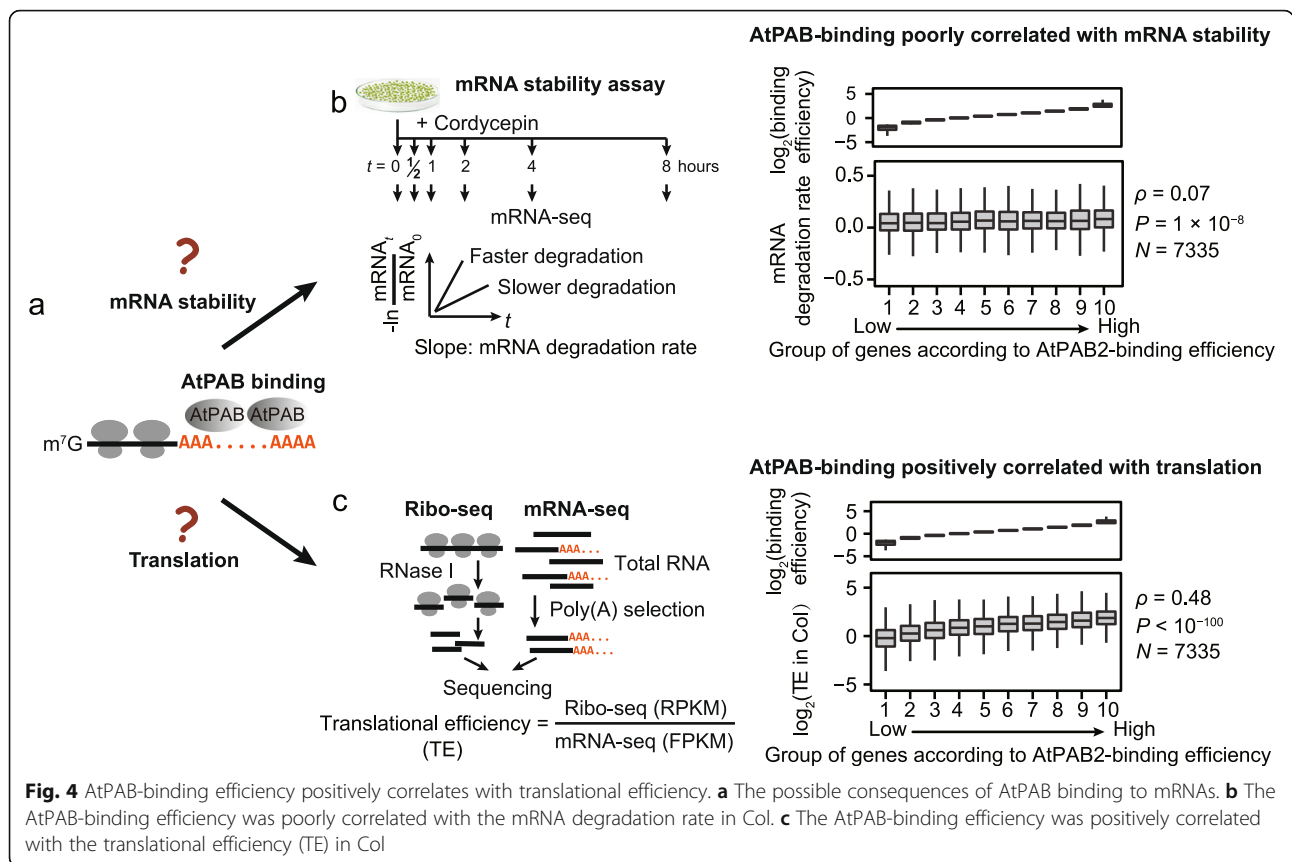 a
?
mRNA stability
AtPAB binding
AtPAB AtPAB
m⁷G AAA.....AAAA
?
Translation
b
mRNA stability assay
+ Cordycepin
t = 0 ½ 1 2 4 8 hours
mRNA-seq
-ln mRNAt / mRNA0
Faster degradation
Slower degradation
t
Slope: mRNA degradation rate
AtPAB-binding poorly correlated with mRNA stability
log₂(binding efficiency)
5
0
−5
mRNA degradation rate
0.5
0.0
−0.5
ρ = 0.07
P = 1 × 10⁻⁸
N = 7335
1 2 3 4 5 6 7 8 9 10
Low High
Group of genes according to AtPAB2-binding efficiency
c
Ribo-seq mRNA-seq
AAA...
RNase I
Total RNA
AAA...
Poly(A) selection
AAA...
AAA...
Sequencing
Translational efficiency (TE) = Ribo-seq (RPKM) / mRNA-seq (FPKM)
AtPAB-binding positively correlated with translation
log₂(binding efficiency)
5
0
−5
log₂(TE in Col)
5
0
−5
ρ = 0.48
P < 10⁻¹⁰⁰
N = 7335
1 2 3 4 5 6 7 8 9 10
Low High
Group of genes according to AtPAB2-binding efficiency
Fig. 4 AtPAB-binding efficiency positively correlates with translational efficiency. a The possible consequences of AtPAB binding to mRNAs. b The
AtPAB-binding efficiency was poorly correlated with the mRNA degradation rate in Col. c The AtPAB-binding efficiency was positively correlated
with the translational efficiency (TE) in Col